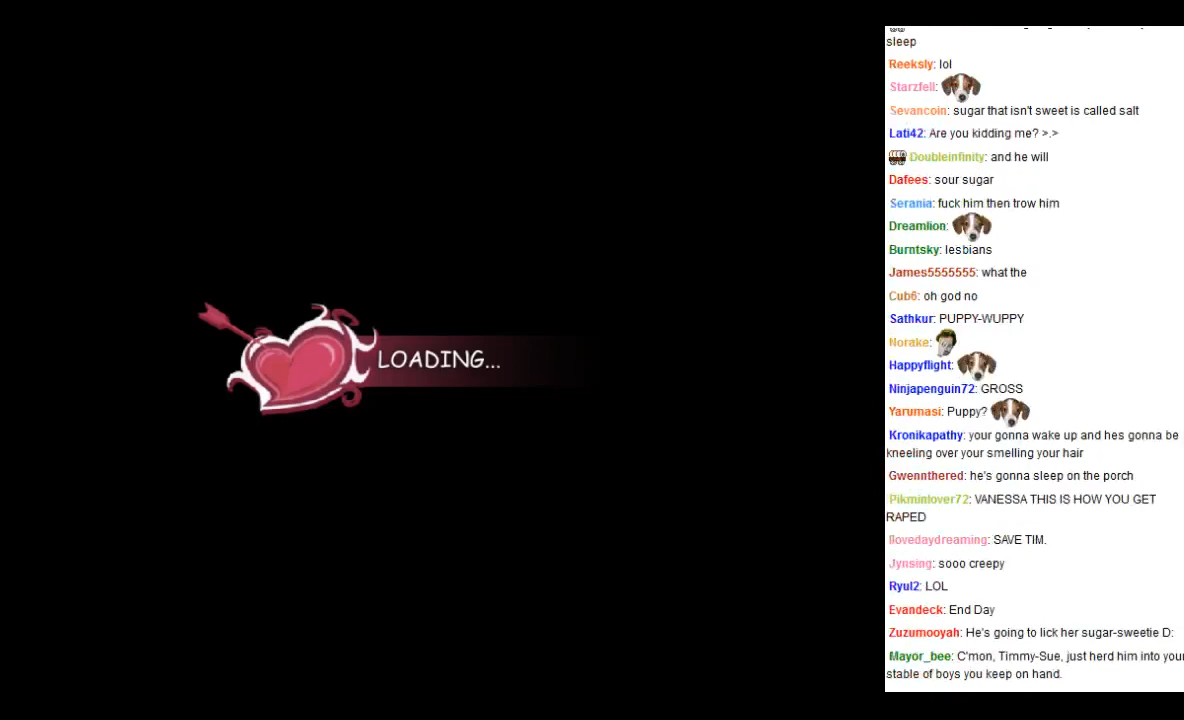 LOADING...
sleep
Reeksly: lol
Starzfell:
Sevancoin: sugar that isn't sweet is called salt
Lati42: Are you kidding me? >.>
Doubleinfinity: and he will
Dafees: sour sugar
Serania: fuck him then trow him
Dreamlion:
Burntsky: lesbians
James5555555: what the
Cub6: oh god no
Sathkur: PUPPY-WUPPY
Norake:
Happyflight:
Ninjapenguin72: GROSS
Yarumasi: Puppy?
Kronikapathy: your gonna wake up and hes gonna be
kneeling over your smelling your hair
Gwennthered: he's gonna sleep on the porch
Pikminlover72: VANESSA THIS IS HOW YOU GET
RAPED
Ilovedaydreaming: SAVE TIM.
Jynsing: sooo creepy
Ryul2: LOL
Evandeck: End Day
Zuzumooyah: He's going to lick her sugar-sweetie D:
Mayor_bee: C'mon, Timmy-Sue, just herd him into your
stable of boys you keep on hand.